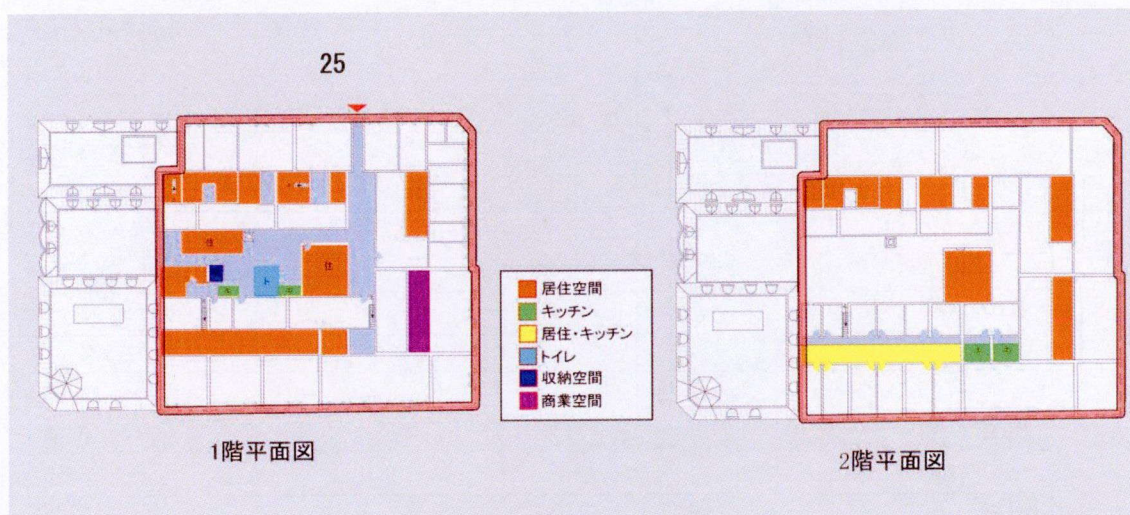 25
住
住
ト
キ
キ
1階平面図
居住空間
キッチン
居住・キッチン
トイレ
収納空間
商業空間
2階平面図